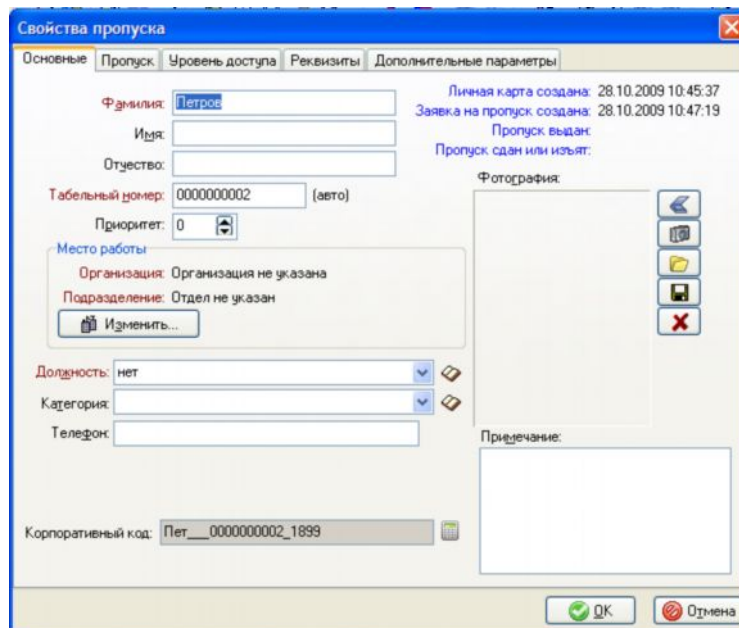 Свойства пропуска
Основные Пропуск Уровень доступа Реквизиты Дополнительные параметры
Фамилия: Петров
Имя:
Отчество:
Табельный номер: 0000000002 (авто)
Приоритет: 0
Место работы
Организация: Организация не указана
Подразделение: Отдел не указан
Изменить...
Должность: нет
Категория:
Телефон:
Корпоративный код: Пет___0000000002_1899
Личная карта создана: 28.10.2009 10:45:37
Заявка на пропуск создана: 28.10.2009 10:47:19
Пропуск выдан:
Пропуск сдан или изъят:
Фотография:
Примечание:
OK Отмена